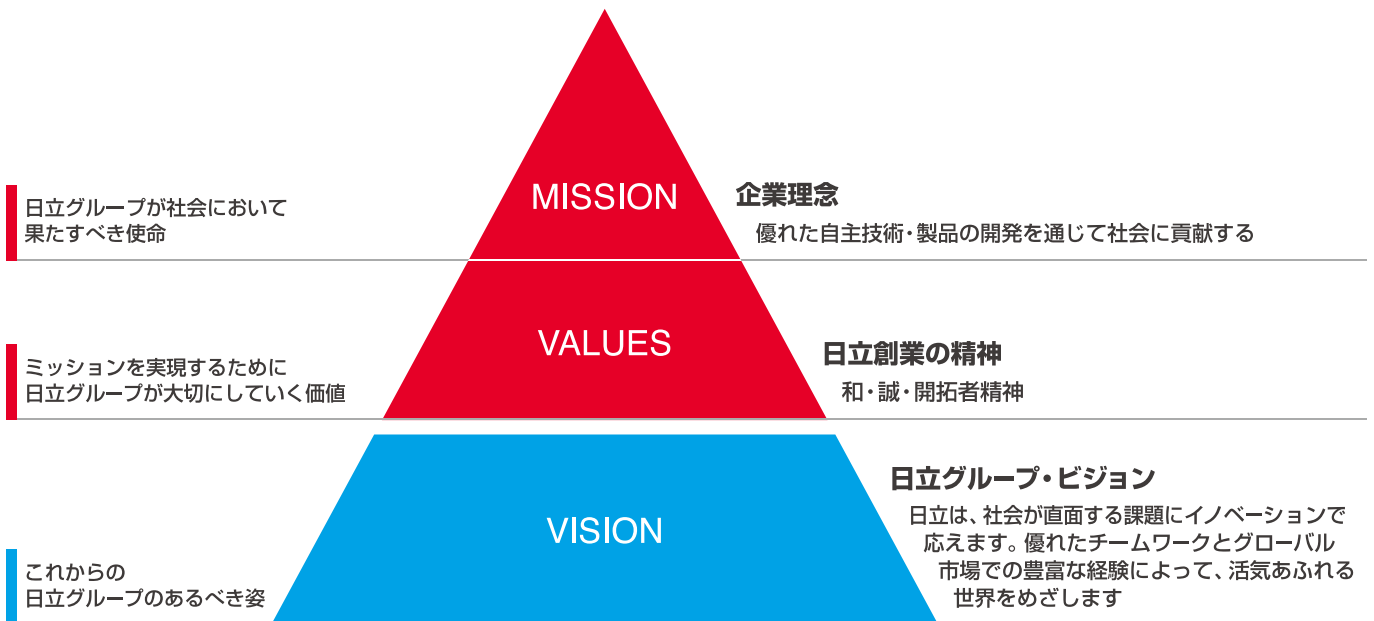 日立グループが社会において
果たすべき使命
MISSION
企業理念
優れた自主技術・製品の開発を通じて社会に貢献する
ミッションを実現するために
日立グループが大切にしていく価値
VALUES
日立創業の精神
和・誠・開拓者精神
これからの
日立グループのあるべき姿
VISION
日立グループ・ビジョン
日立は、社会が直面する課題にイノベーションで
応えます。優れたチームワークとグローバル
市場での豊富な経験によって、活気あふれる
世界をめざします